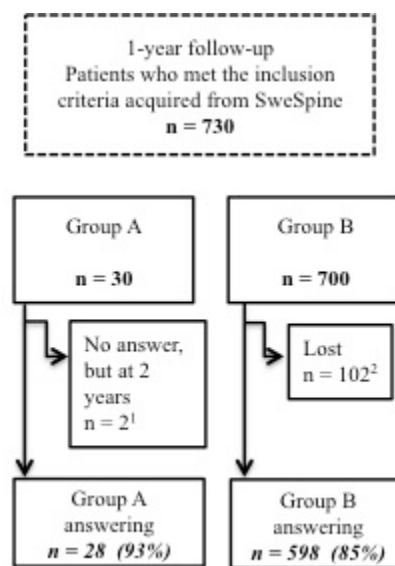 1-year follow-up
Patients who met the inclusion
criteria acquired from SweSpine
n = 730
Group A
n = 30
Group B
n = 700
No answer,
but at 2
years
n = 2¹
Lost
n = 102²
Group A
answering
n = 28 (93%)
Group B
answering
n = 598 (85%)